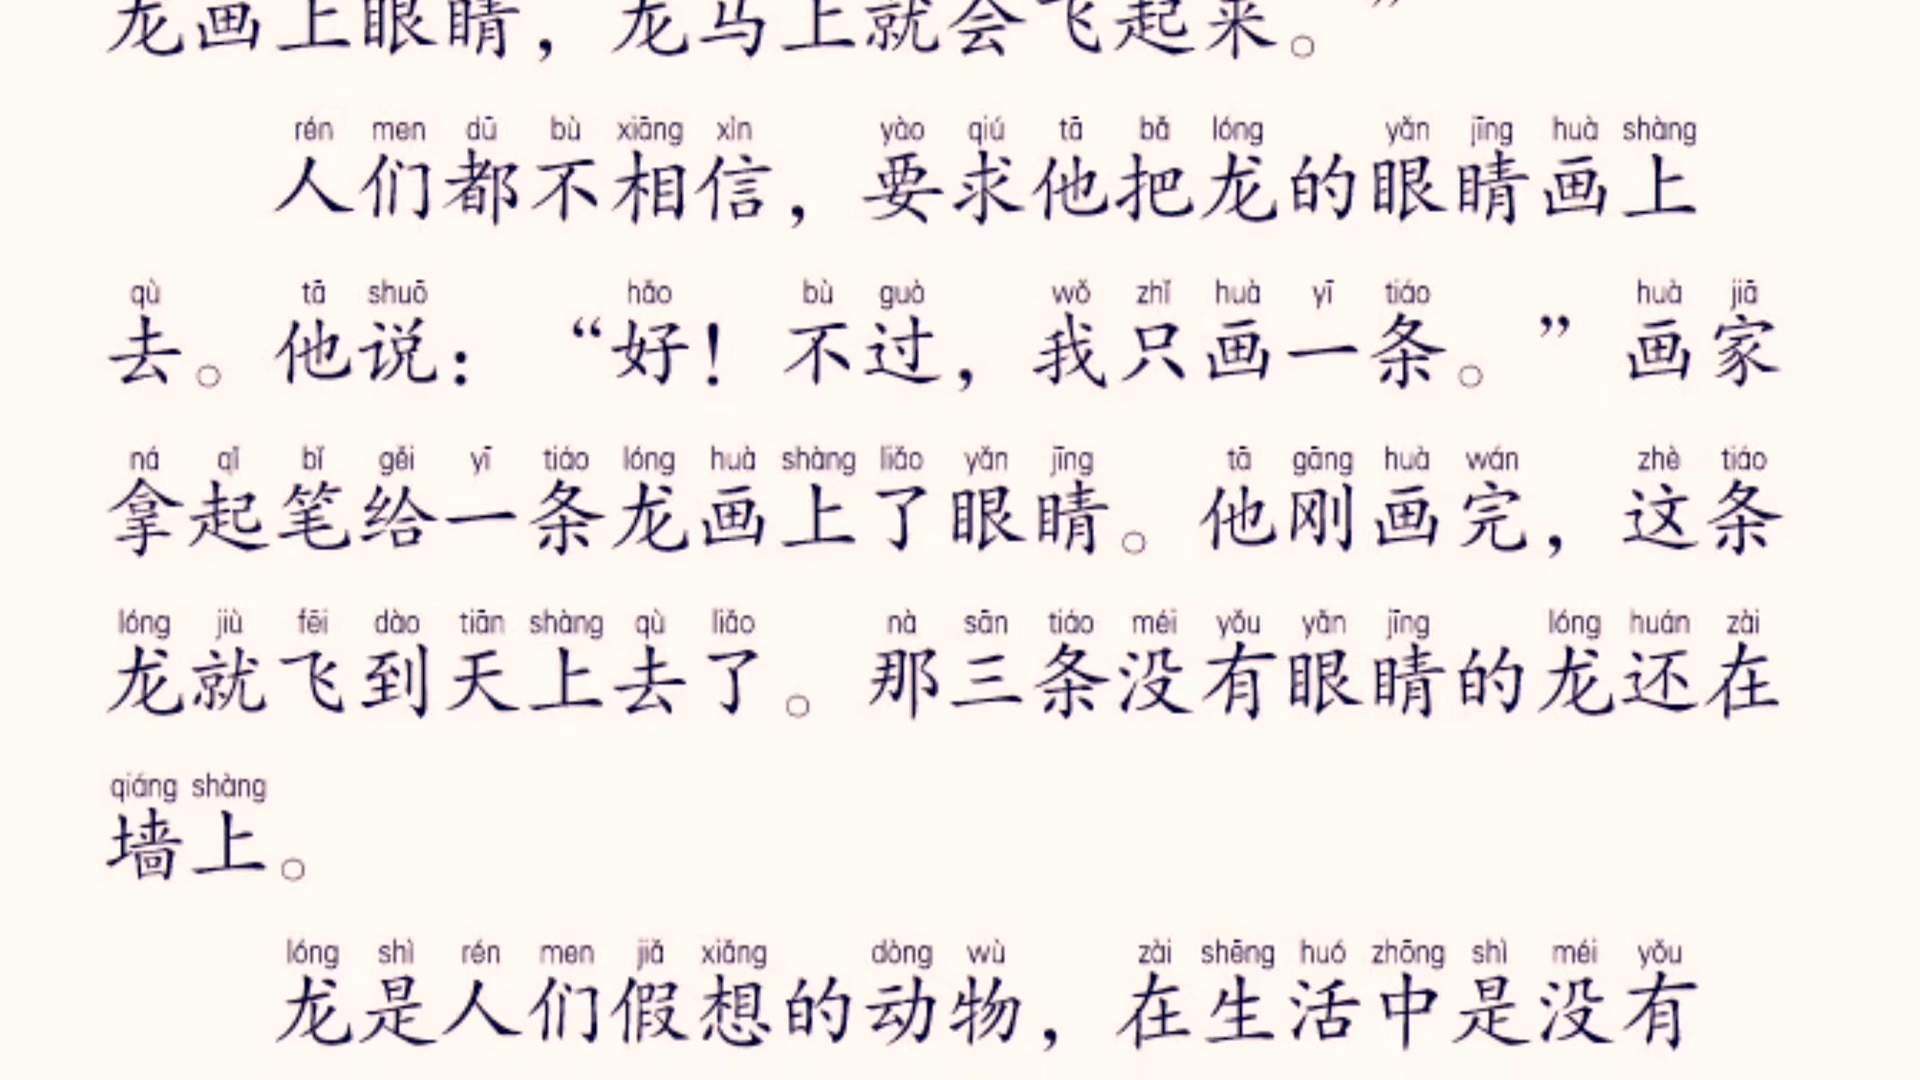 龙画上眼睛，龙马上就会飞起来。”
rén men dū bù xiāng xìn yào qiú tā bǎ lóng yǎn jīng huà shàng
人们都不相信，要求他把龙的眼睛画上
qù tā shuō hǎo bù guò wǒ zhǐ huà yī tiáo huà jiā
去。他说：“好！不过，我只画一条。”画家
ná qǐ bǐ gěi yī tiáo lóng huà shàng liǎo yǎn jīng tā gāng huà wán zhè tiáo
拿起笔给一条龙画上了眼睛。他刚画完，这条
lóng jiù fēi dào tiān shàng qù liǎo nà sān tiáo méi yǒu yǎn jīng lóng huán zài
龙就飞到天上去了。那三条没有眼睛的龙还在
qiáng shàng
墙上。
lóng shì rén men jiǎ xiǎng dòng wù zài shēng huó zhōng shì méi yǒu
龙是人们假想的动物，在生活中是没有